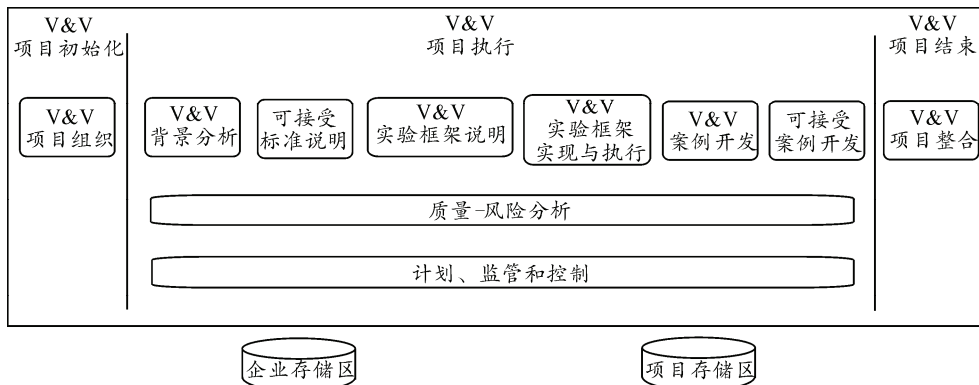 V&V
项目初始化
V&V
项目执行
V&V
项目结束
V&V
项目组织
V&V
背景分析
可接受
标准说明
V&V
实验框架说明
V&V
实验框架
实现与执行
V&V
案例开发
可接受
案例开发
V&V
项目整合
质量-风险分析
计划、监管和控制
企业存储区
项目存储区